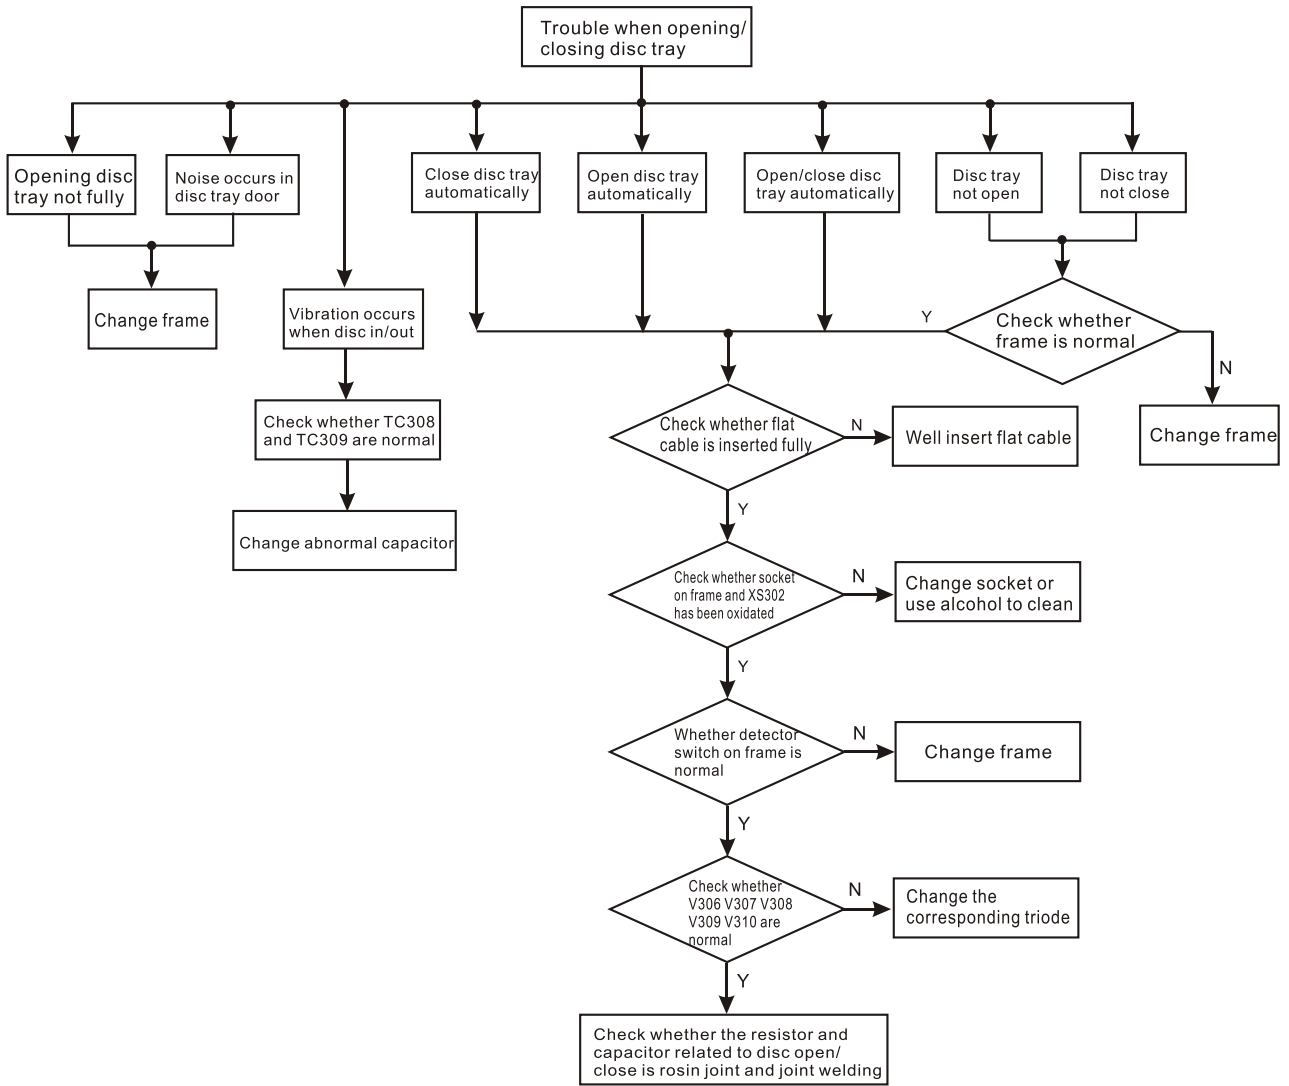 Trouble when opening/
closing disc tray
Opening disc
tray not fully
Noise occurs in
disc tray door
Close disc tray
automatically
Open disc tray
automatically
Open/close disc
tray automatically
Disc tray
not open
Disc tray
not close
Change frame
Vibration occurs
when disc in/out
Y
Check whether
frame is normal
N
Change frame
Check whether TC308
and TC309 are normal
Change abnormal capacitor
Check whether flat
cable is inserted fully
N
Well insert flat cable
Y
Check whether socket
on frame and XS302
has been oxidated
N
Change socket or
use alcohol to clean
Y
Whether detector
switch on frame is
normal
N
Change frame
Y
Check whether
V306 V307 V308
V309 V310 are
normal
N
Change the
corresponding triode
Y
Check whether the resistor and
capacitor related to disc open/
close is rosin joint and joint welding